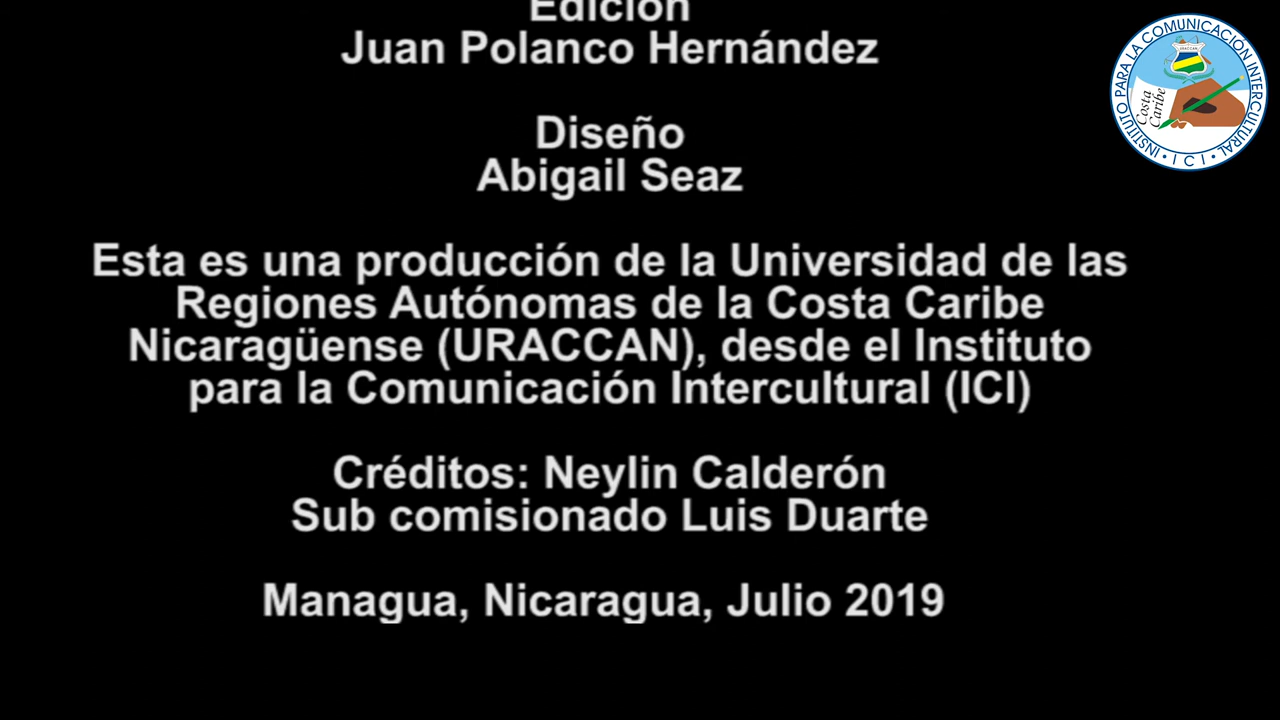 Edición
Juan Polanco Hernández
Diseño
Abigail Seaz
Esta es una producción de la Universidad de las
Regiones Autónomas de la Costa Caribe
Nicaragüense (URACCAN), desde el Instituto
para la Comunicación Intercultural (ICI)
Créditos: Neylin Calderón
Sub comisionado Luis Duarte
Managua, Nicaragua, Julio 2019
INSTITUTO PARA LA COMUNICACIÓN INTERCULTURAL
• I C I •
URACCAN
Costa
Caribe